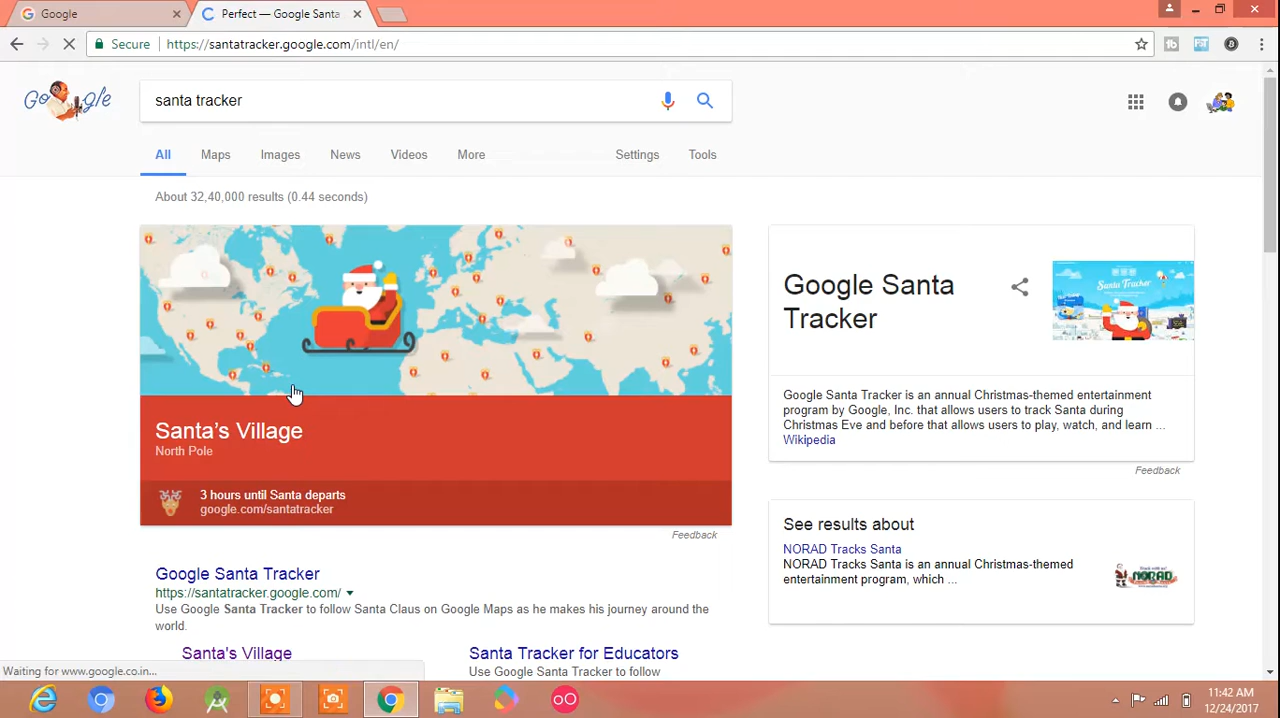 Google
Perfect — Google Santa
Secure
https://santatracker.google.com/intl/en/
Google
santa tracker
All
Maps
Images
News
Videos
More
Settings
Tools
About 32,40,000 results (0.44 seconds)
Santa's Village
North Pole
3 hours until Santa departs
google.com/santatracker
Feedback
Google Santa
Tracker
Santa Tracker
Google Santa Tracker is an annual Christmas-themed entertainment
program by Google, Inc. that allows users to track Santa during
Christmas Eve and before that allows users to play, watch, and learn ...
Wikipedia
Feedback
See results about
NORAD Tracks Santa
NORAD Tracks Santa is an annual Christmas-themed
entertainment program, which ...
NORAD
Google Santa Tracker
https://santatracker.google.com/
Use Google Santa Tracker to follow Santa Claus on Google Maps as he makes his journey around the
world.
Santa's Village
Santa Tracker for Educators
Use Google Santa Tracker to follow
Waiting for www.google.co.in...
11:42 AM
12/24/2017